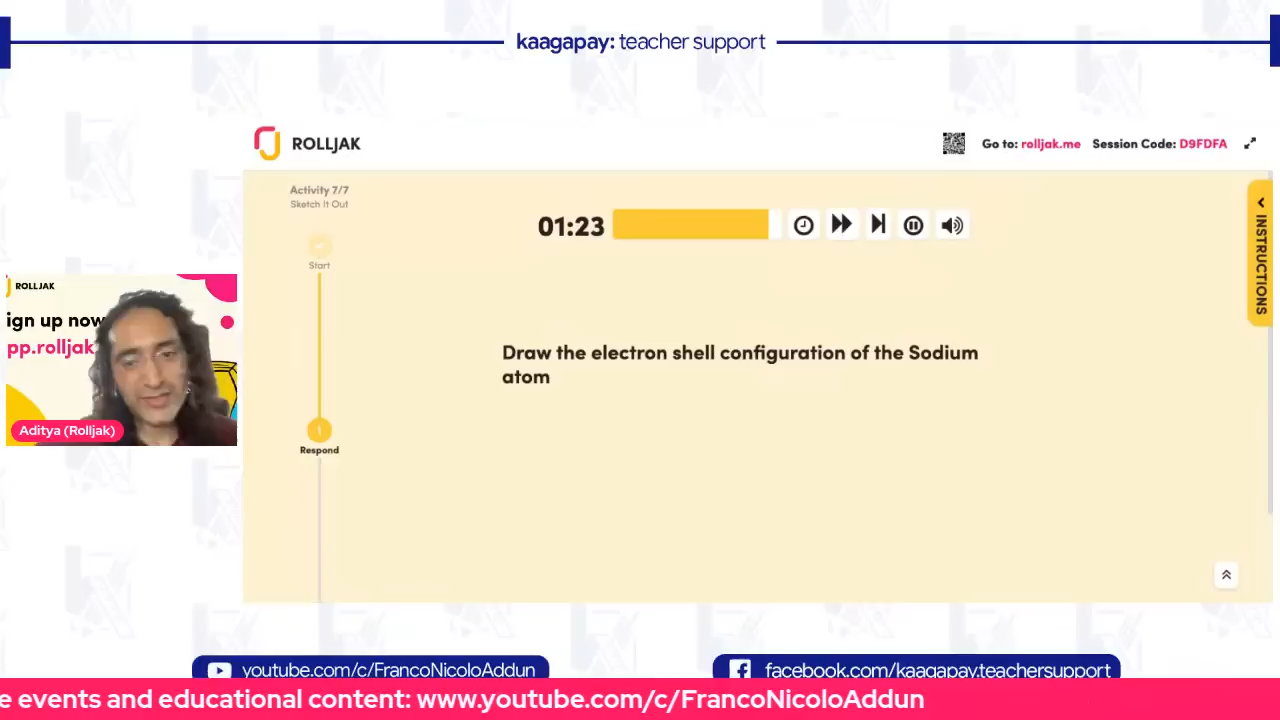 kaagapay: teacher support
ROLLJAK
Go to: rolljak.me Session Code: D9FDFA
Activity 7/7
Sketch It Out
01:23
Start
INSTRUCTIONS
Draw the electron shell configuration of the Sodium
atom
1
Respond
ROLLJAK
ign up now
pp.rolljak
Aditya (Rolljak)
youtube.com/c/FrancoNicoloAddun
facebook.com/kaagapay.teachersupport
e events and educational content: www.youtube.com/c/FrancoNicoloAddun